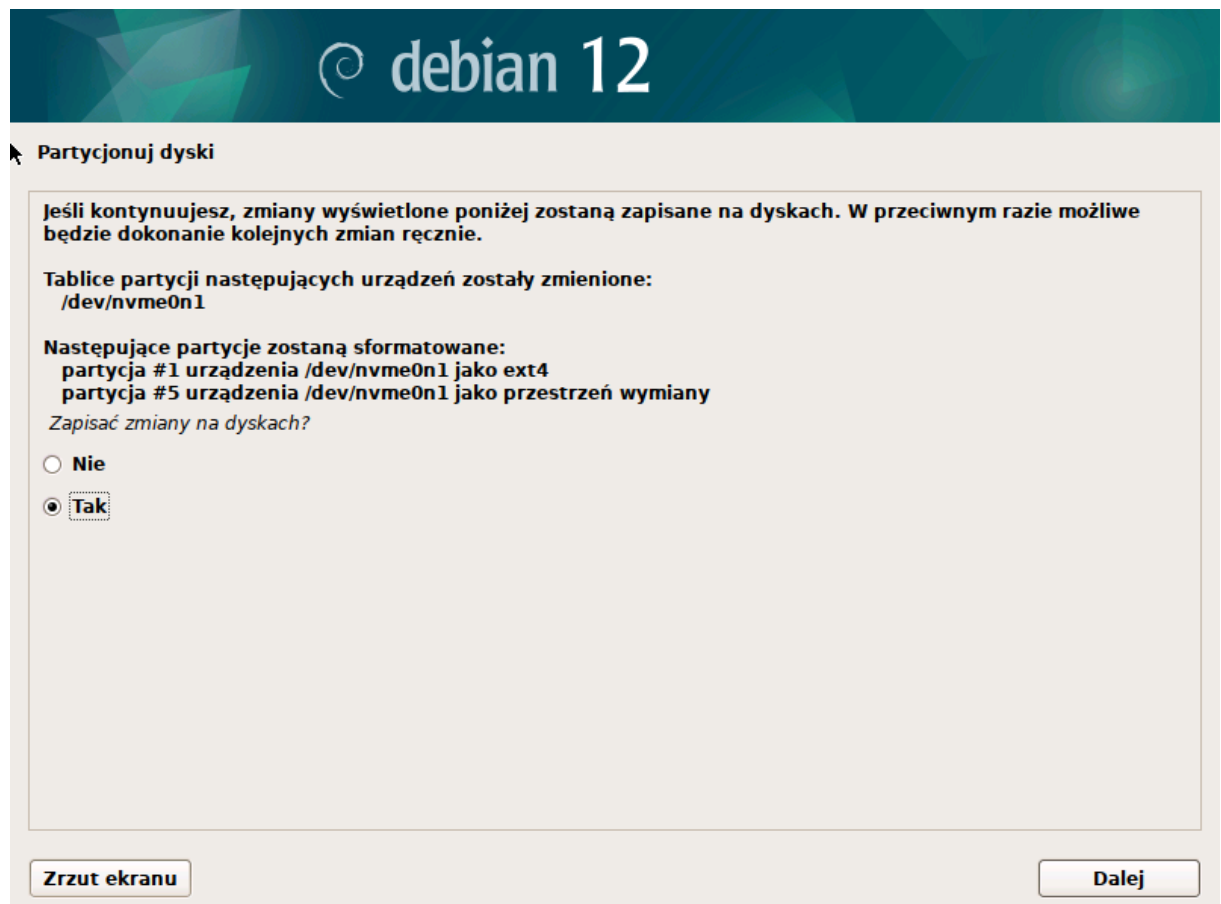 debian 12
Partycjonuj dyski
Jeśli kontynuujesz, zmiany wyświetlone poniżej zostaną zapisane na dyskach. W przeciwnym razie możliwe
będzie dokonanie kolejnych zmian ręcznie.
Tablice partycji następujących urządzeń zostały zmienione:
/dev/nvme0n1
Następujące partycje zostaną sformatowane:
partycja #1 urządzenia /dev/nvme0n1 jako ext4
partycja #5 urządzenia /dev/nvme0n1 jako przestrzeń wymiany
Zapisać zmiany na dyskach?
Nie
Tak
Zrzut ekranu
Dalej